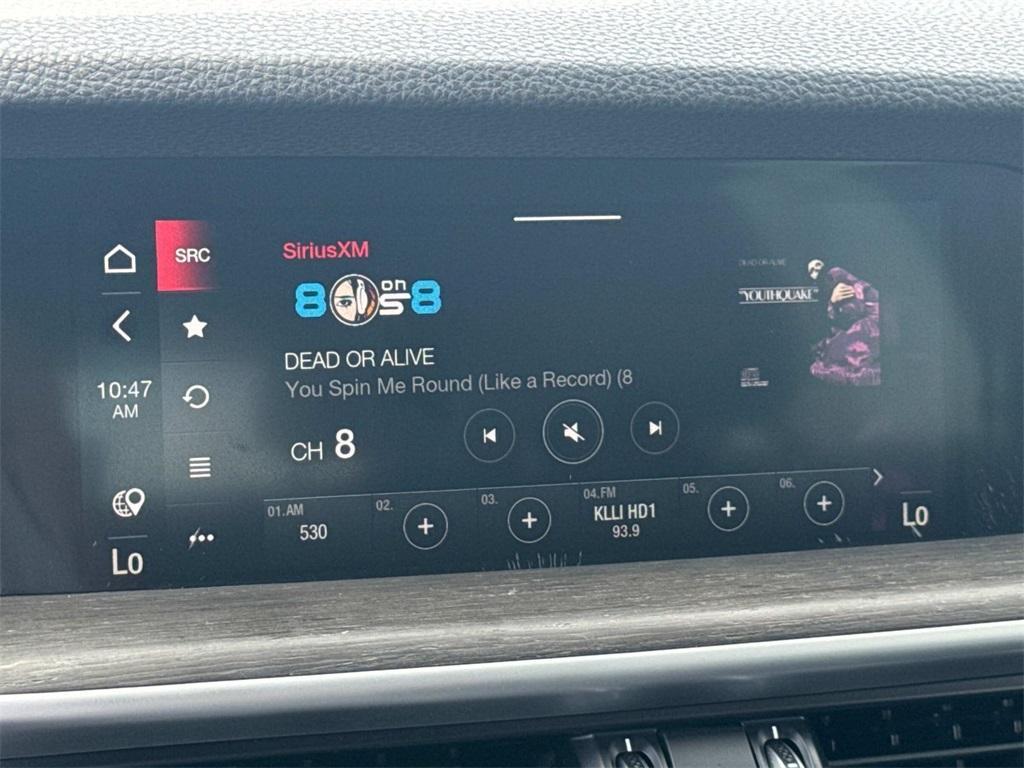 SRC
10:47
AM
Lo
SiriusXM
80s on 8
DEAD OR ALIVE
You Spin Me Round (Like a Record) (8
CH 8
DEAD OR ALIVE
"YOUTHQUAKE"
01.AM
530
02.
03.
04.FM
KLLI HD1
93.9
05.
06.
Lo